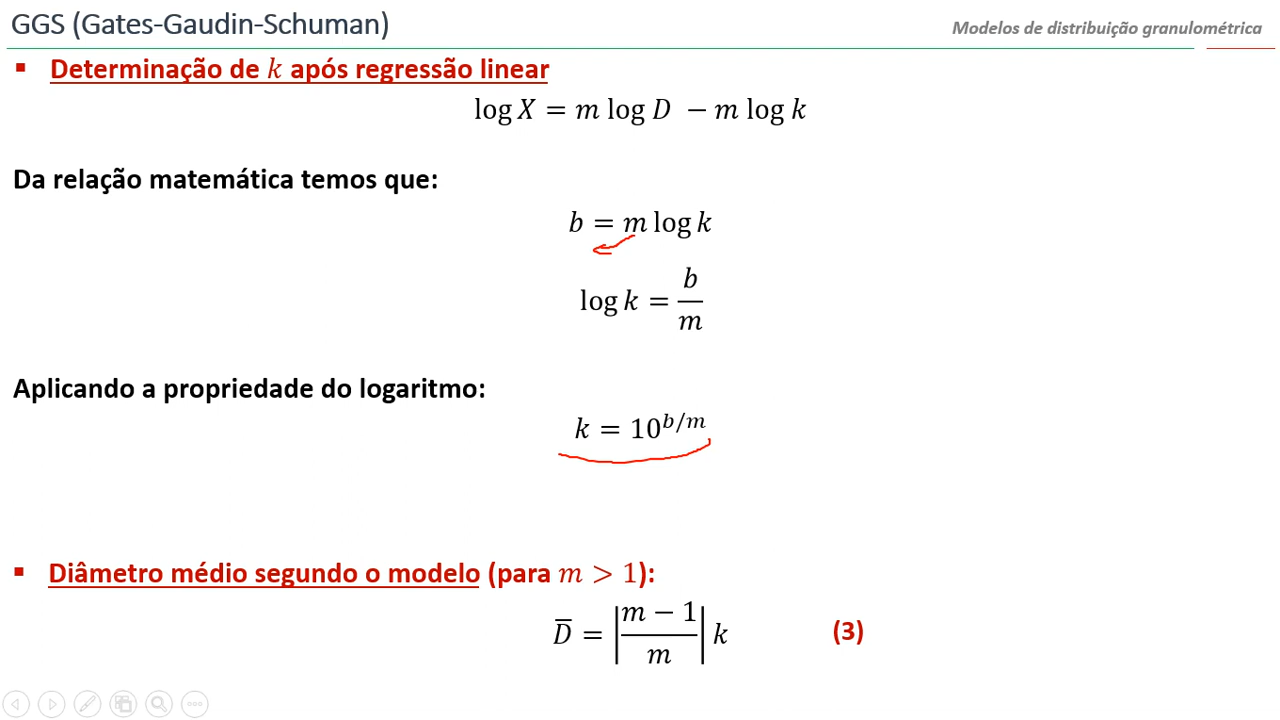 GGS (Gates-Gaudin-Schuman)
Modelos de distribuição granulométrica
▪ Determinação de k após regressão linear
log X = m log D − m log k
Da relação matemática temos que:
b = m log k
log k = b/m
Aplicando a propriedade do logaritmo:
k = 10^{b/m}
▪ Diâmetro médio segundo o modelo (para m > 1):
D̅ = |m − 1/m| k (3)